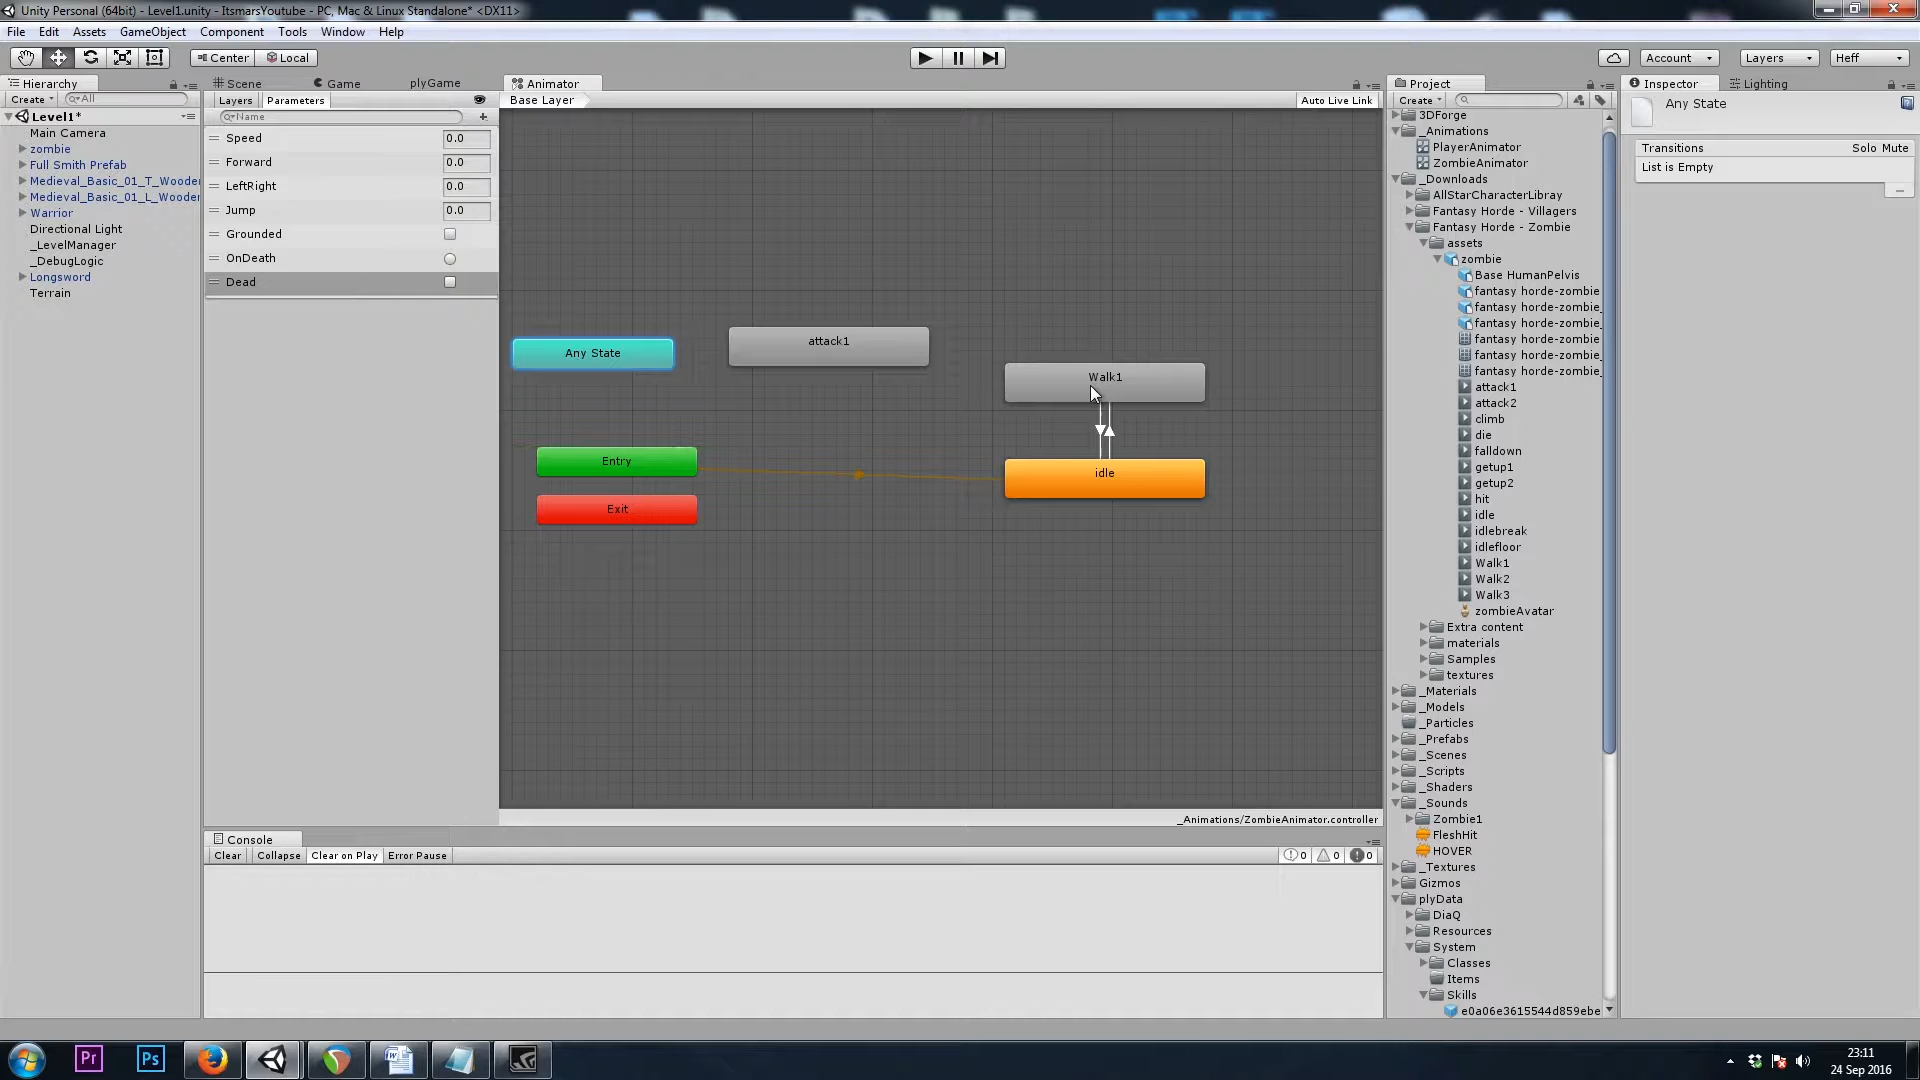 Unity Personal (64bit) - Level1.unity - ItsmarsYoutube - PC, Mac & Linux Standalone* <DX11>
File Edit Assets GameObject Component Tools Window Help
Center Local Account Layers Heff
Hierarchy
Create All
Level1*
Main Camera
zombie
Full Smith Prefab
Medieval_Basic_01_T_Wooden
Medieval_Basic_01_L_Wooden
Warrior
Directional Light
_LevelManager
_DebugLogic
Longsword
Terrain
Scene Game plyGame Animator
Layers Parameters
Name
Speed 0.0
Forward 0.0
LeftRight 0.0
Jump 0.0
Grounded
OnDeath
Dead
Base Layer Auto Live Link
Any State
attack1
Walk1
Entry
idle
Exit
_Animations/ZombieAnimator.controller
Console
Clear Collapse Clear on Play Error Pause 0 0 0
Project
Create
3DForge
_Animations
PlayerAnimator
ZombieAnimator
_Downloads
AllStarCharacterLibray
Fantasy Horde - Villagers
Fantasy Horde - Zombie
assets
zombie
Base HumanPelvis
fantasy horde-zombie
fantasy horde-zombie_
fantasy horde-zombie_
fantasy horde-zombie
fantasy horde-zombie_
fantasy horde-zombie_
attack1
attack2
climb
die
falldown
getup1
getup2
hit
idle
idlebreak
idlefloor
Walk1
Walk2
Walk3
zombieAvatar
Extra content
materials
Samples
textures
_Materials
_Models
_Particles
_Prefabs
_Scenes
_Scripts
_Shaders
_Sounds
Zombie1
FleshHit
HOVER
_Textures
Gizmos
plyData
DiaQ
Resources
System
Classes
Items
Skills
e0a06e3615544d859ebe
Inspector Lighting
Any State
Transitions Solo Mute
List is Empty
Pr Ps
23:11
24 Sep 2016